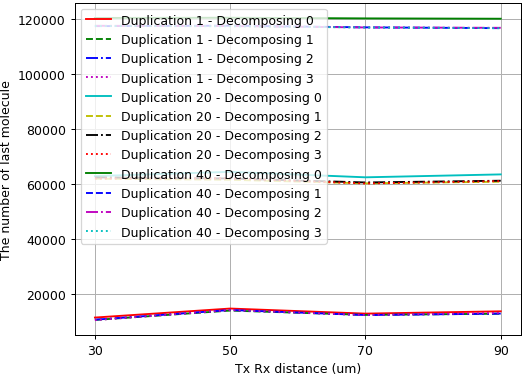 120000
100000
80000
60000
40000
20000
The number of last molecule
Duplication 1 - Decomposing 0
Duplication 1 - Decomposing 1
Duplication 1 - Decomposing 2
Duplication 1 - Decomposing 3
Duplication 20 - Decomposing 0
Duplication 20 - Decomposing 1
Duplication 20 - Decomposing 2
Duplication 20 - Decomposing 3
Duplication 40 - Decomposing 0
Duplication 40 - Decomposing 1
Duplication 40 - Decomposing 2
Duplication 40 - Decomposing 3
30 50 70 90
Tx Rx distance (um)